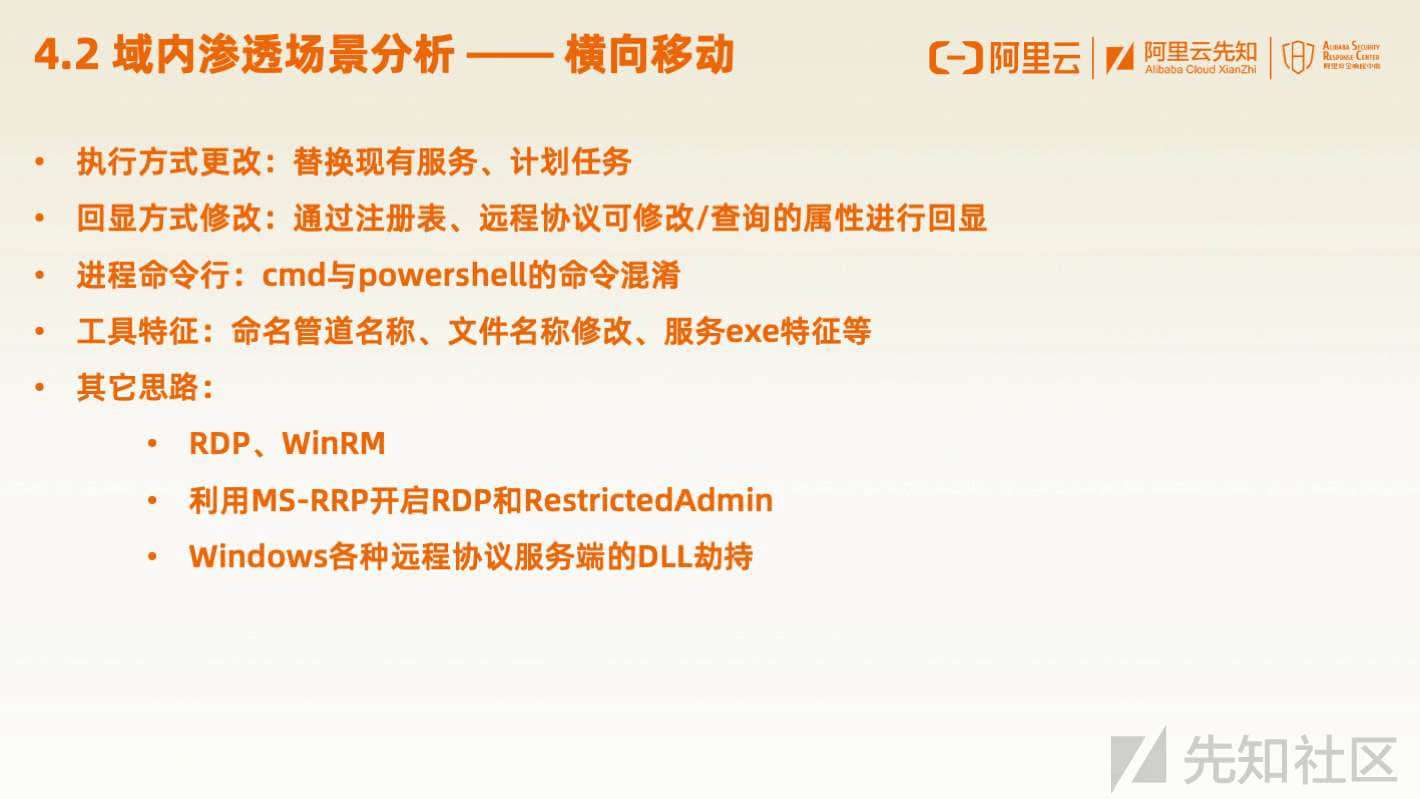 4.2 域内渗透场景分析 —— 横向移动
阿里云
阿里云先知
Alibaba Cloud XianZhi
ALIBABA SECURITY
RESPONSE CENTER
• 执行方式更改：替换现有服务、计划任务
• 回显方式修改：通过注册表、远程协议可修改/查询的属性进行回显
• 进程命令行：cmd与powershell的命令混淆
• 工具特征：命名管道名称、文件名称修改、服务exe特征等
• 其它思路：
• RDP、WinRM
• 利用MS-RRP开启RDP和RestrictedAdmin
• Windows各种远程协议服务端的DLL劫持
先知社区